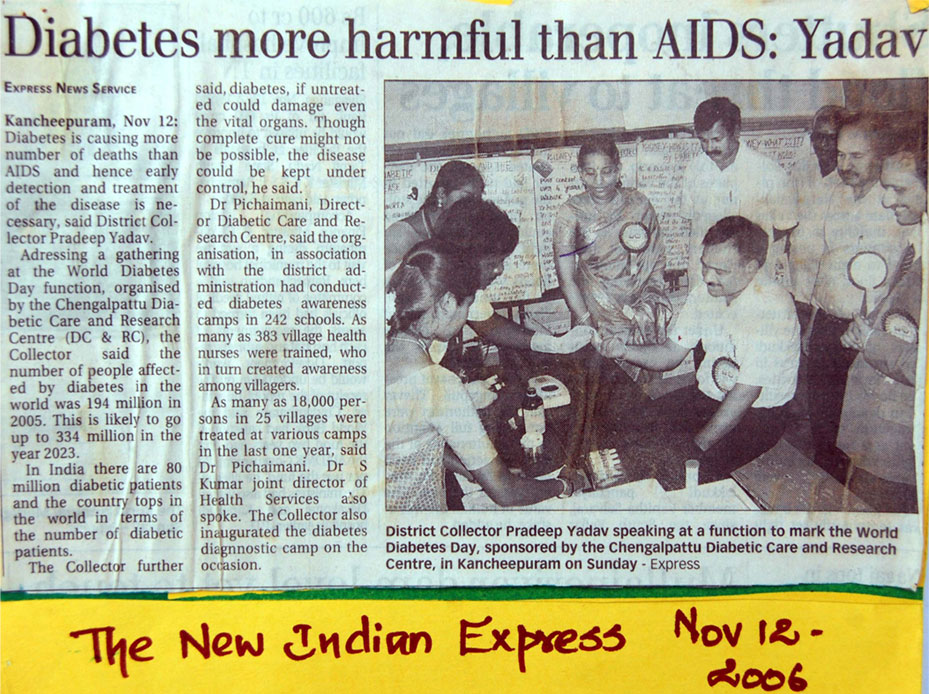 Diabetes more harmful than AIDS: Yadav
EXPRESS NEWS SERVICE
Kancheepuram, Nov 12:
Diabetes is causing more
number of deaths than
AIDS and hence early
detection and treatment
of the disease is ne-
cessary, said District Col-
lector Pradeep Yadav.
Adressing a gathering
at the World Diabetes
Day function, organised
by the Chengalpattu Dia-
betic Care and Research
Centre (DC & RC), the
Collector said the
number of people affect-
ed by diabetes in the
world was 194 million in
2005. This is likely to go
up to 334 million in the
year 2023.
In India there are 80
million diabetic patients
and the country tops in
the world in terms of
the number of diabetic
patients.
The Collector further
said, diabetes, if untreat-
ed could damage even
the vital organs. Though
complete cure might not
be possible, the disease
could be kept under
control, he said.
Dr Pichaimani, Direct-
or Diabetic Care and Re-
search Centre, said the org-
anisation, in association
with the district ad-
ministration had conduct-
ed diabetes awareness
camps in 242 schools. As
many as 383 village health
nurses were trained, who
in turn created awareness
among villagers.
As many as 18,000 per-
sons in 25 villages were
treated at various camps
in the last one year, said
Dr Pichaimani. Dr S
Kumar joint director of
Health Services also
spoke. The Collector also
inaugurated the diabetes
diagnnostic camp on the
occasion.
District Collector Pradeep Yadav speaking at a function to mark the World
Diabetes Day, sponsored by the Chengalpattu Diabetic Care and Research
Centre, in Kancheepuram on Sunday - Express
The New Indian Express Nov 12-
2006